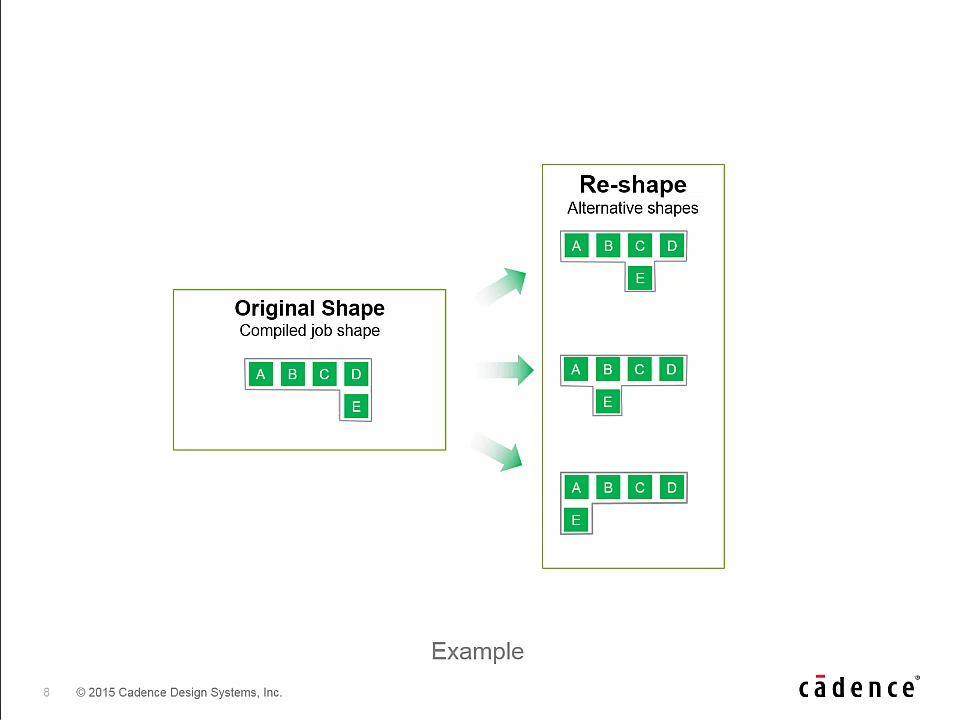 Original Shape
Compiled job shape
A B C D
E
Re-shape
Alternative shapes
A B C D
E
A B C D
E
A B C D
E
Example
8 © 2015 Cadence Design Systems, Inc.
cādence®